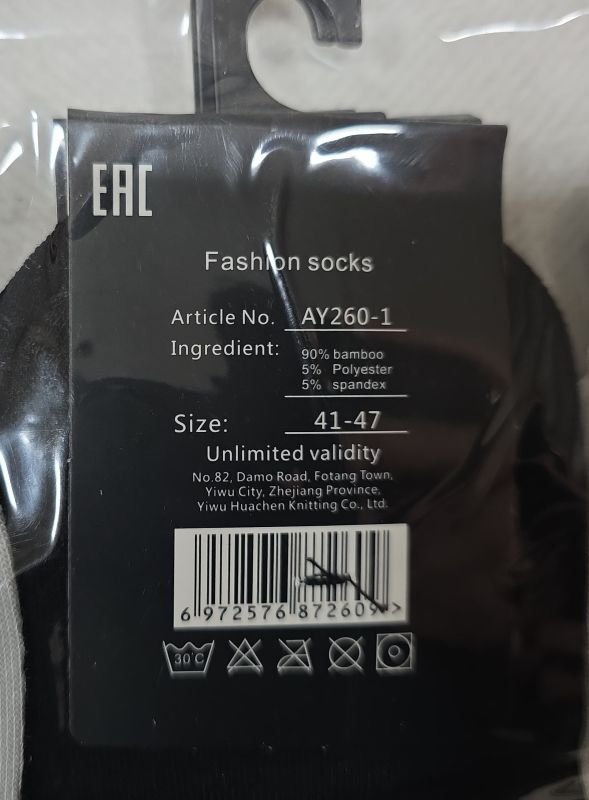 EAC
Fashion socks
Article No. AY260-1
Ingredient: 90% bamboo
5% Polyester
5% spandex
Size: 41-47
Unlimited validity
No.82, Damo Road, Fotang Town,
Yiwu City, Zhejiang Province,
Yiwu Huachen Knitting Co., Ltd.
6 972576 872609 >
30°C